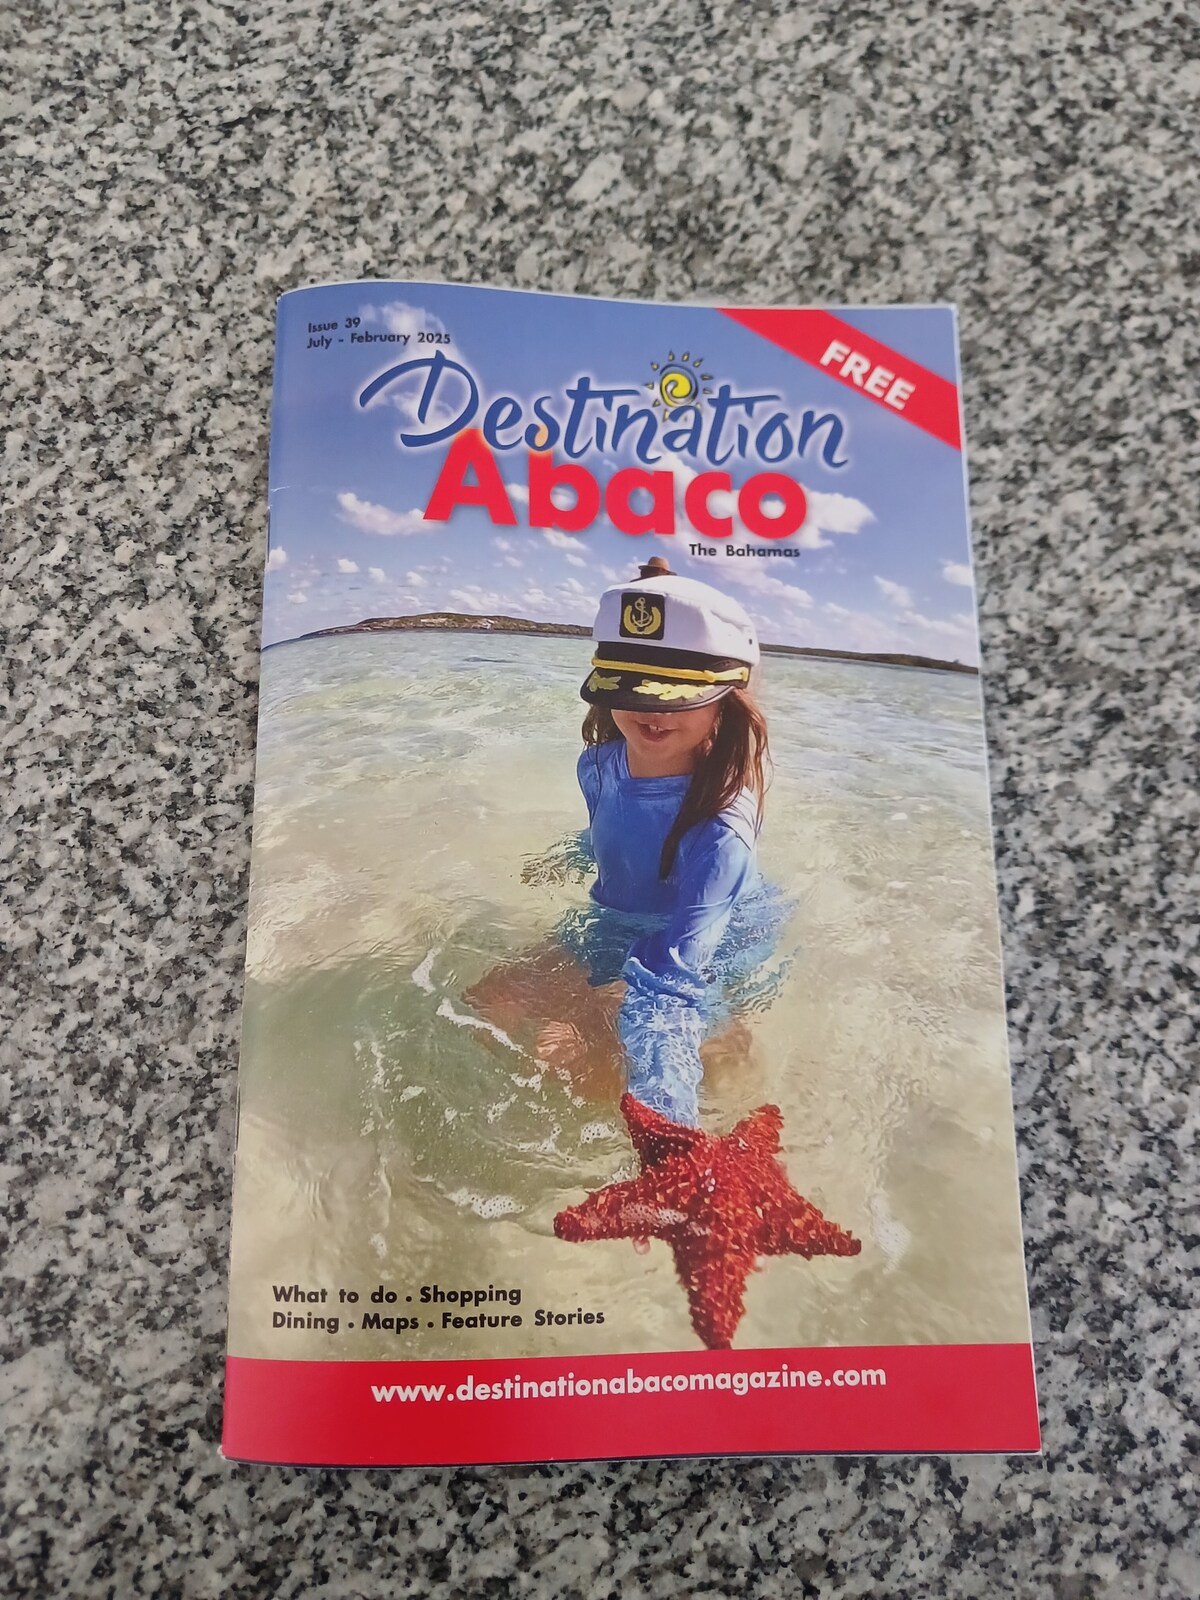 Issue 39
July - February 2025
FREE
Destination
Abaco
The Bahamas
What to do . Shopping
Dining . Maps . Feature Stories
www.destinationabacomagazine.com